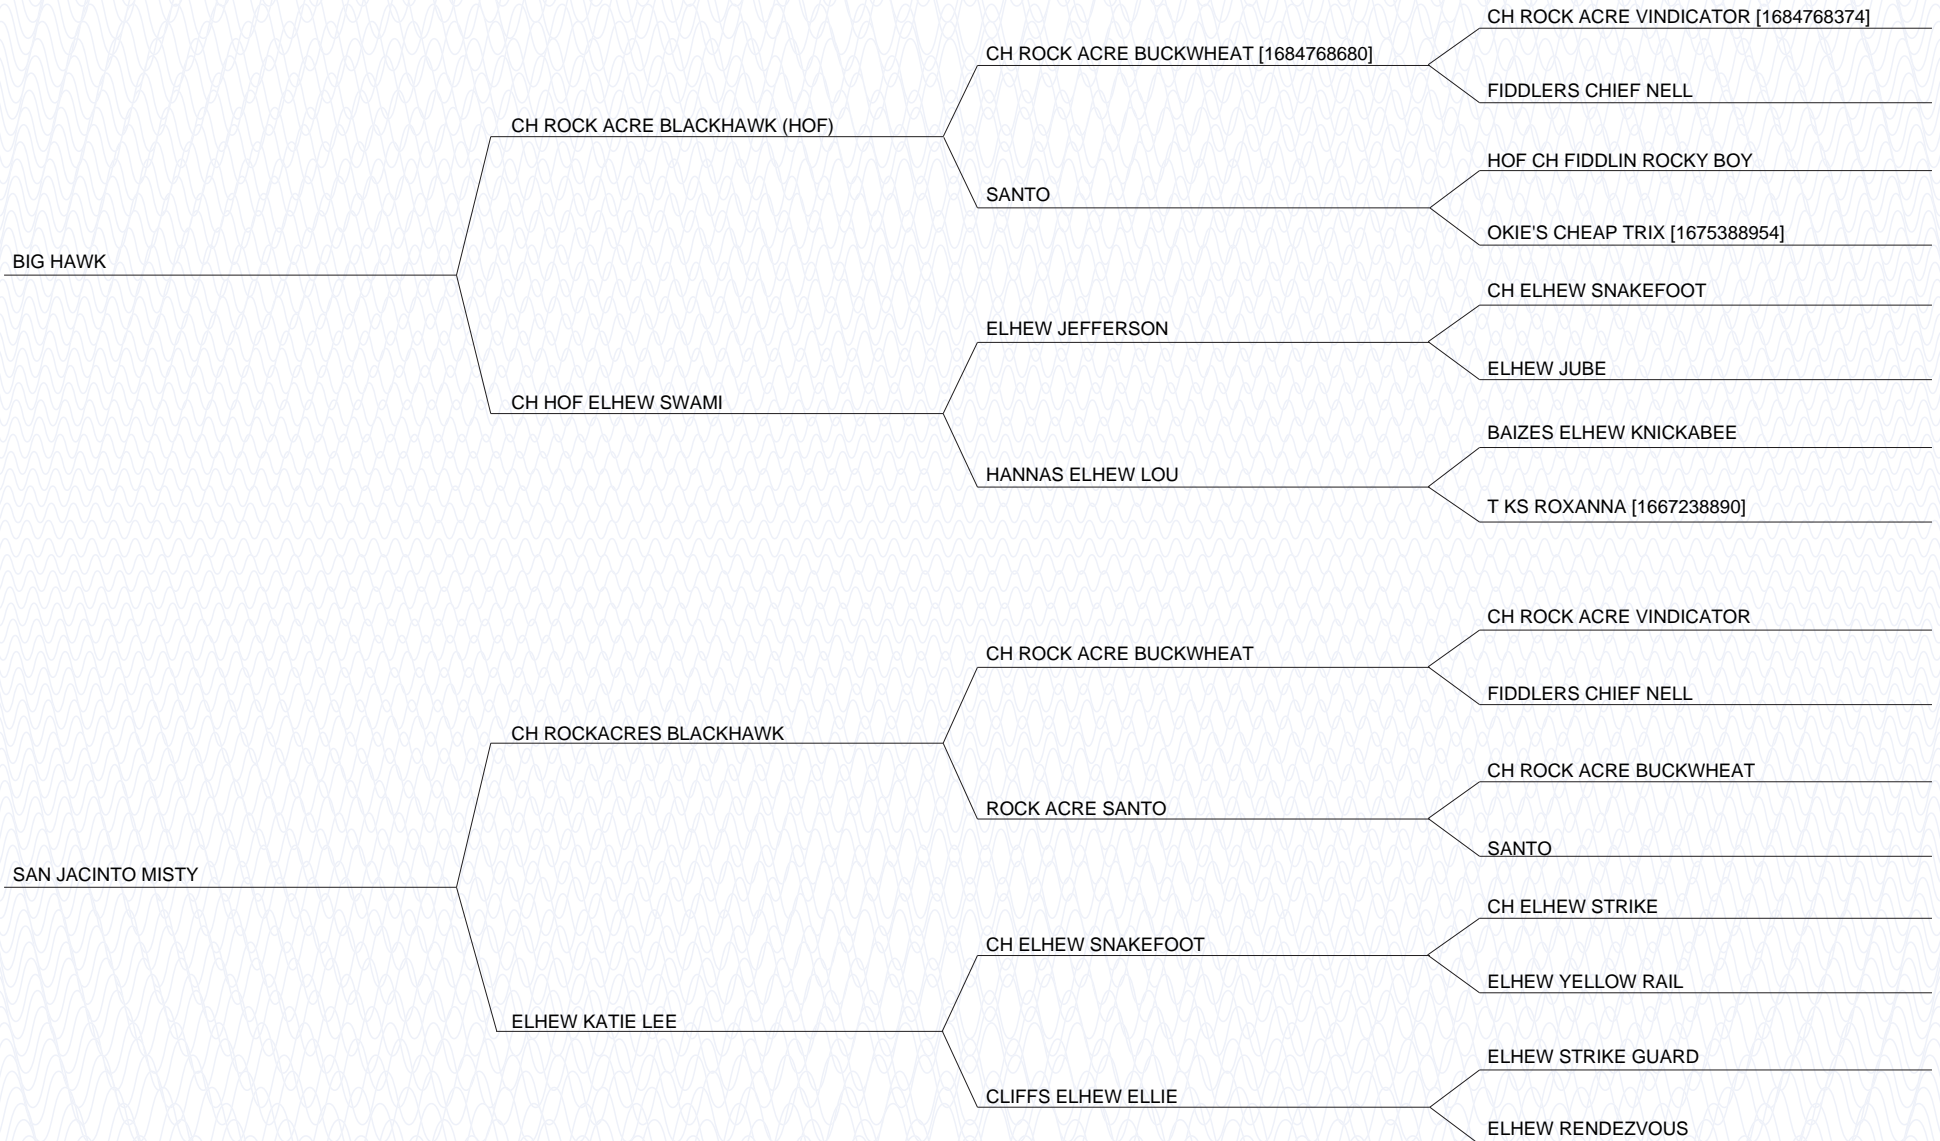 CH ROCK ACRE VINDICATOR [1684768374]
CH ROCK ACRE BUCKWHEAT [1684768680]
FIDDLERS CHIEF NELL
CH ROCK ACRE BLACKHAWK (HOF)
HOF CH FIDDLIN ROCKY BOY
SANTO
OKIE'S CHEAP TRIX [1675388954]
BIG HAWK
CH ELHEW SNAKEFOOT
ELHEW JEFFERSON
ELHEW JUBE
CH HOF ELHEW SWAMI
BAIZES ELHEW KNICKABEE
HANNAS ELHEW LOU
T KS ROXANNA [1667238890]
CH ROCK ACRE VINDICATOR
CH ROCK ACRE BUCKWHEAT
FIDDLERS CHIEF NELL
CH ROCKACRES BLACKHAWK
CH ROCK ACRE BUCKWHEAT
ROCK ACRE SANTO
SANTO
SAN JACINTO MISTY
CH ELHEW STRIKE
CH ELHEW SNAKEFOOT
ELHEW YELLOW RAIL
ELHEW KATIE LEE
ELHEW STRIKE GUARD
CLIFFS ELHEW ELLIE
ELHEW RENDEZVOUS